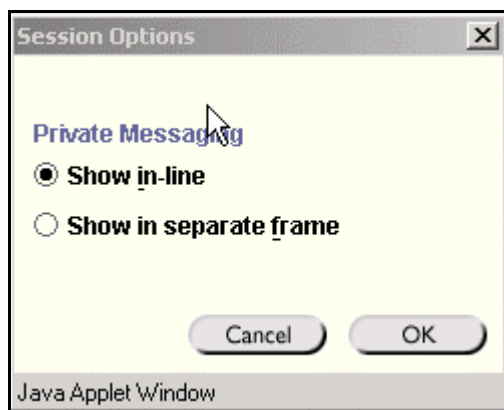 Session Options
Private Messaging
Show in-line
Show in separate frame
Cancel OK
Java Applet Window